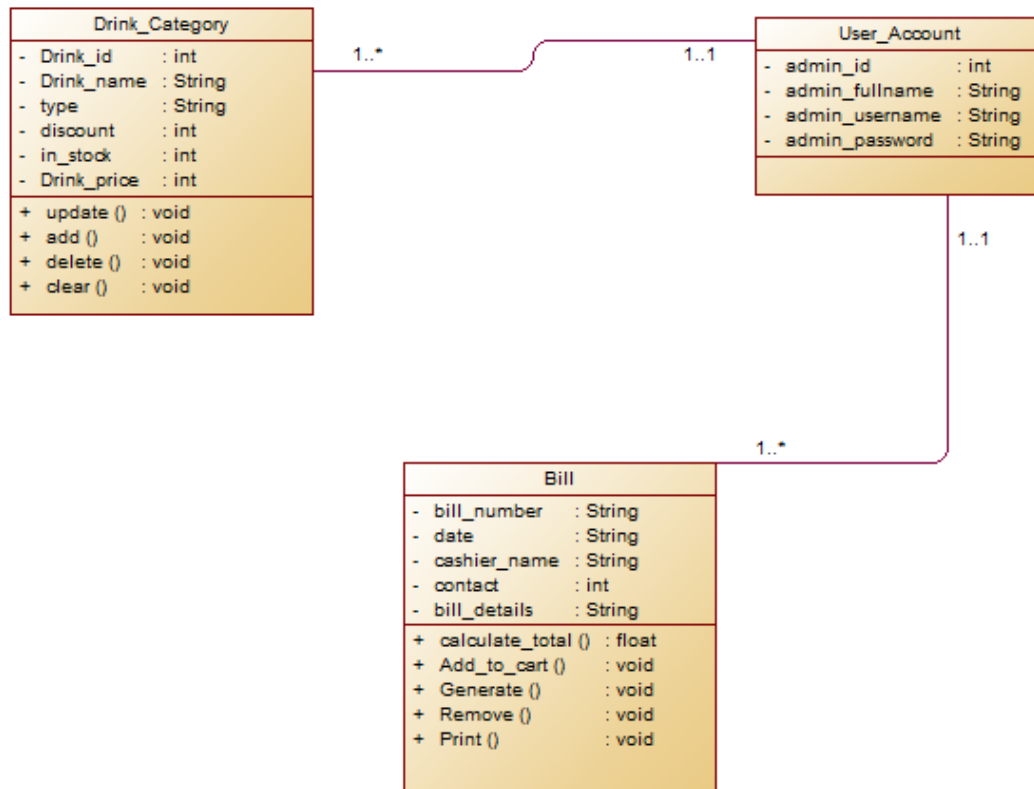 Drink_Category
- Drink_id : int
- Drink_name : String
- type : String
- discount : int
- in_stock : int
- Drink_price : int
+ update () : void
+ add () : void
+ delete () : void
+ clear () : void
1..*
1..1
User_Account
- admin_id : int
- admin_fullname : String
- admin_username : String
- admin_password : String
1..1
1..*
Bill
- bill_number : String
- date : String
- cashier_name : String
- contact : int
- bill_details : String
+ calculate_total () : float
+ Add_to_cart () : void
+ Generate () : void
+ Remove () : void
+ Print () : void